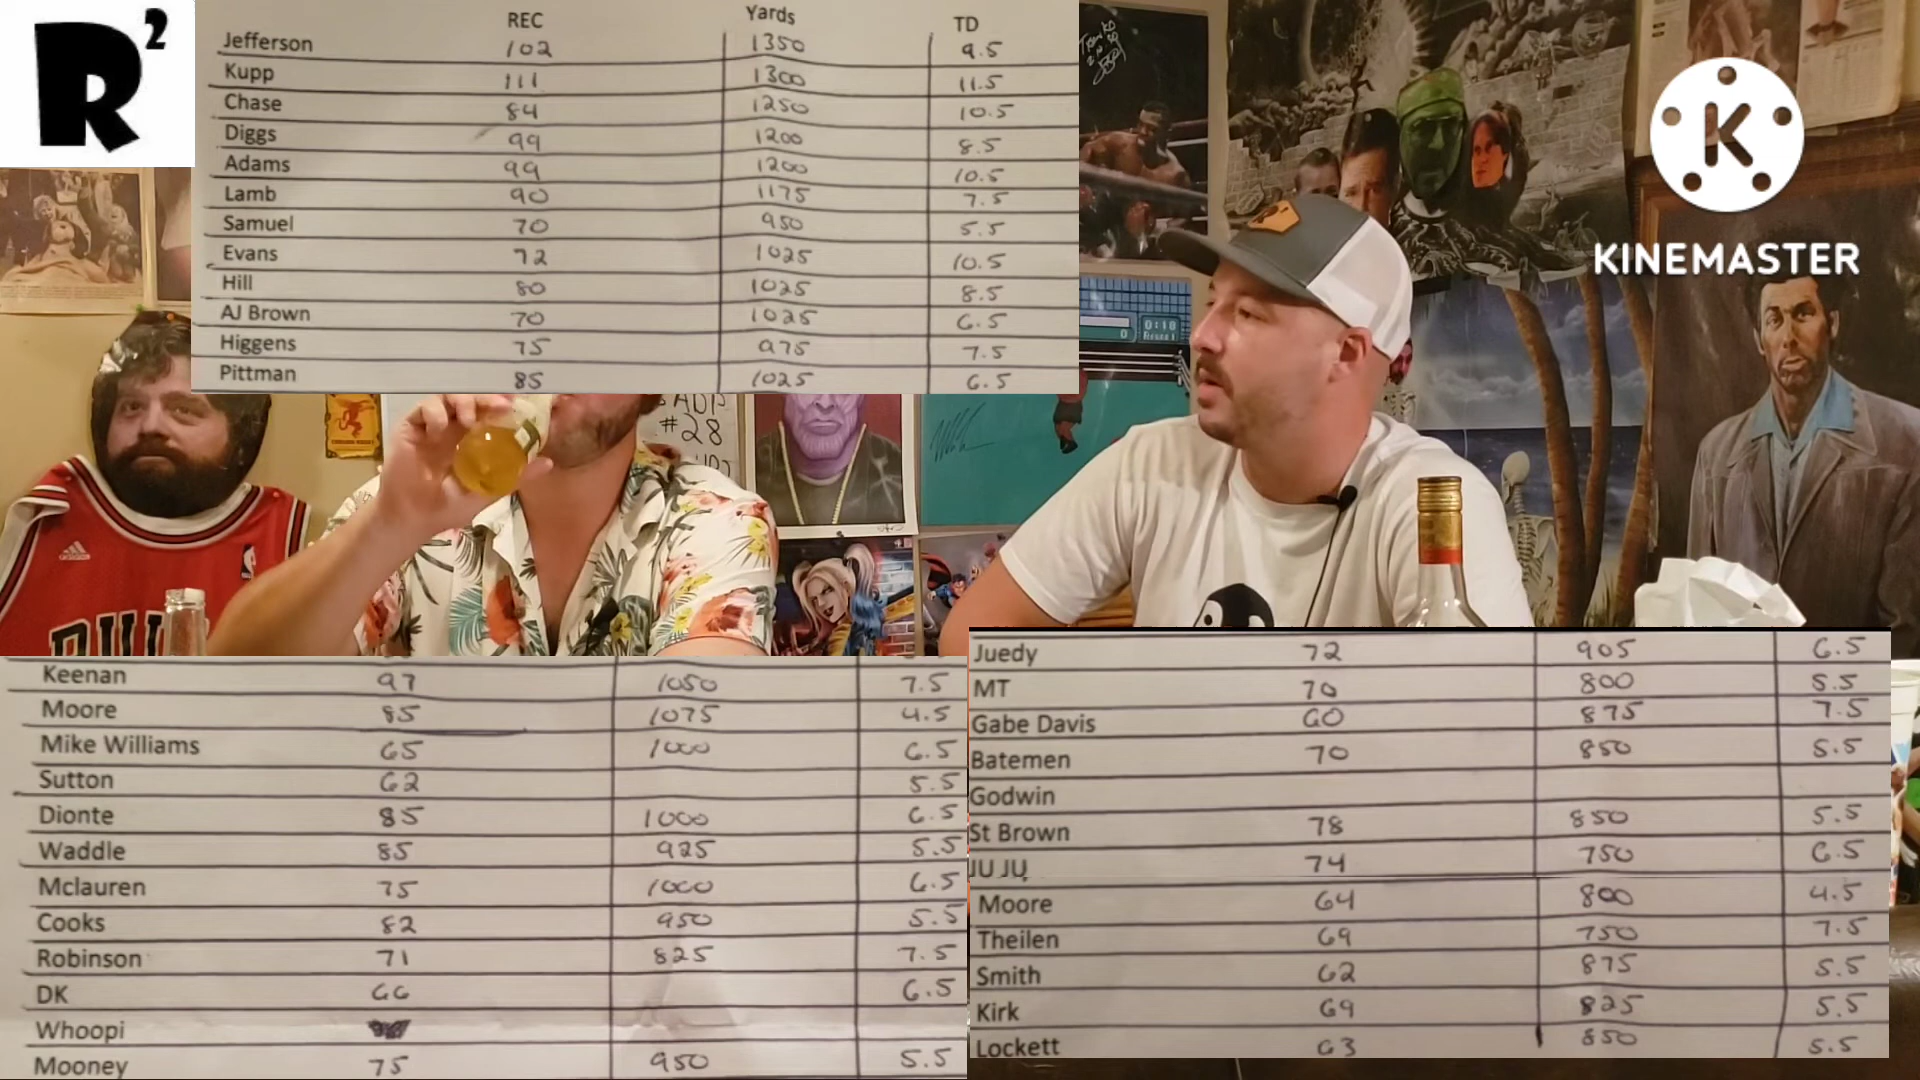 R2
REC Yards TD
Jefferson 102 1350 9.5
Kupp 111 1300 11.5
Chase 84 1250 10.5
Diggs 99 1200 8.5
Adams 99 1200 10.5
Lamb 90 1175 7.5
Samuel 70 950 5.5
Evans 72 1025 10.5
Hill 80 1025 8.5
AJ Brown 70 1025 6.5
Higgens 75 975 7.5
Pittman 85 1025 6.5
KINEMASTER
0:10
#28
Keenan 97 1050 7.5
Moore 85 1075 4.5
Mike Williams 65 1000 6.5
Sutton 62 5.5
Dionte 85 1000 6.5
Waddle 85 925 5.5
Mclauren 75 1000 6.5
Cooks 82 950 5.5
Robinson 71 825 7.5
DK 66 6.5
Whoopi
Mooney 75 950 5.5
Juedy 72 905 6.5
MT 70 800 5.5
Gabe Davis 60 875 7.5
Batemen 70 850 5.5
Godwin
St Brown 78 850 5.5
JU JU 74 750 6.5
Moore 64 800 4.5
Theilen 69 750 7.5
Smith 62 875 5.5
Kirk 69 825 5.5
Lockett 63 850 5.5